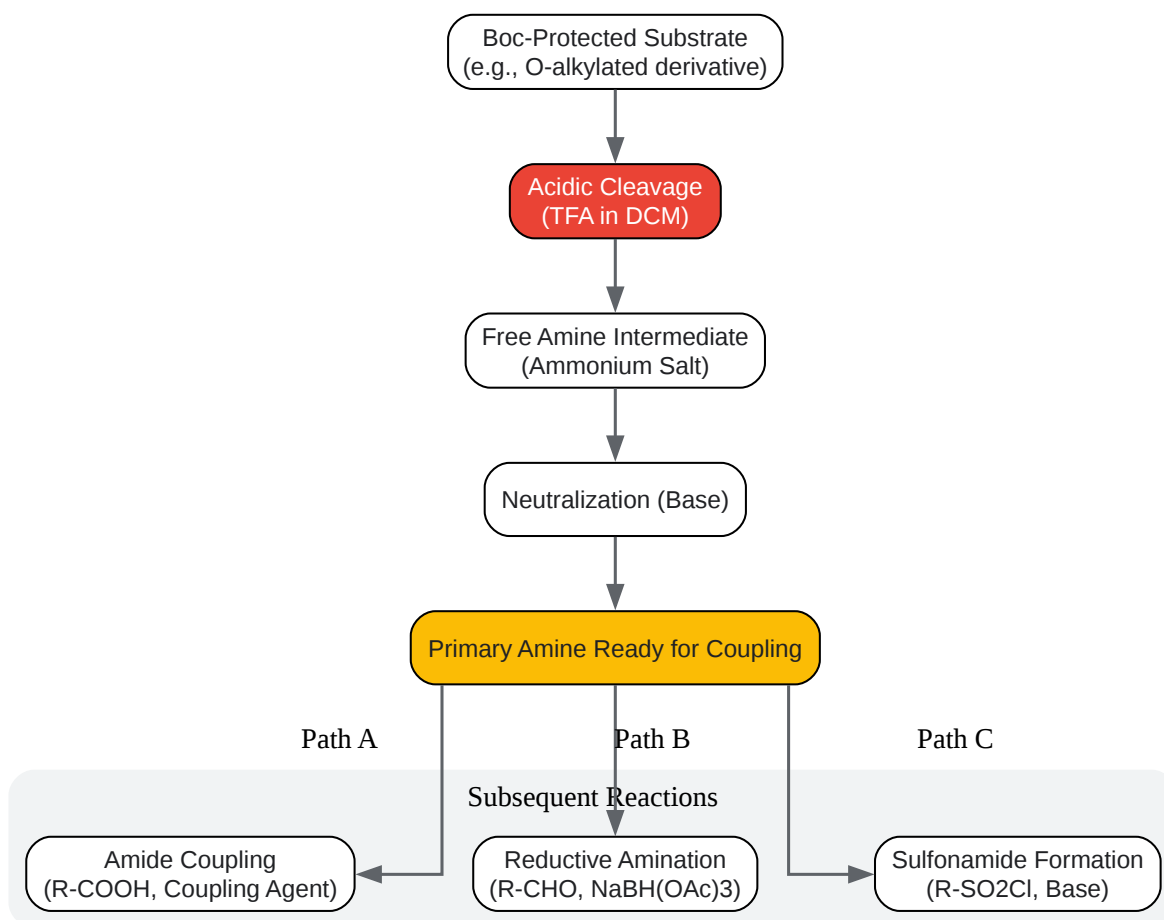 Boc-Protected Substrate
(e.g., O-alkylated derivative)
Acidic Cleavage
(TFA in DCM)
Free Amine Intermediate
(Ammonium Salt)
Neutralization (Base)
Primary Amine Ready for Coupling
Path A
Path B
Path C
Subsequent Reactions
Amide Coupling
(R-COOH, Coupling Agent)
Reductive Amination
(R-CHO, NaBH(OAc)3)
Sulfonamide Formation
(R-SO2Cl, Base)